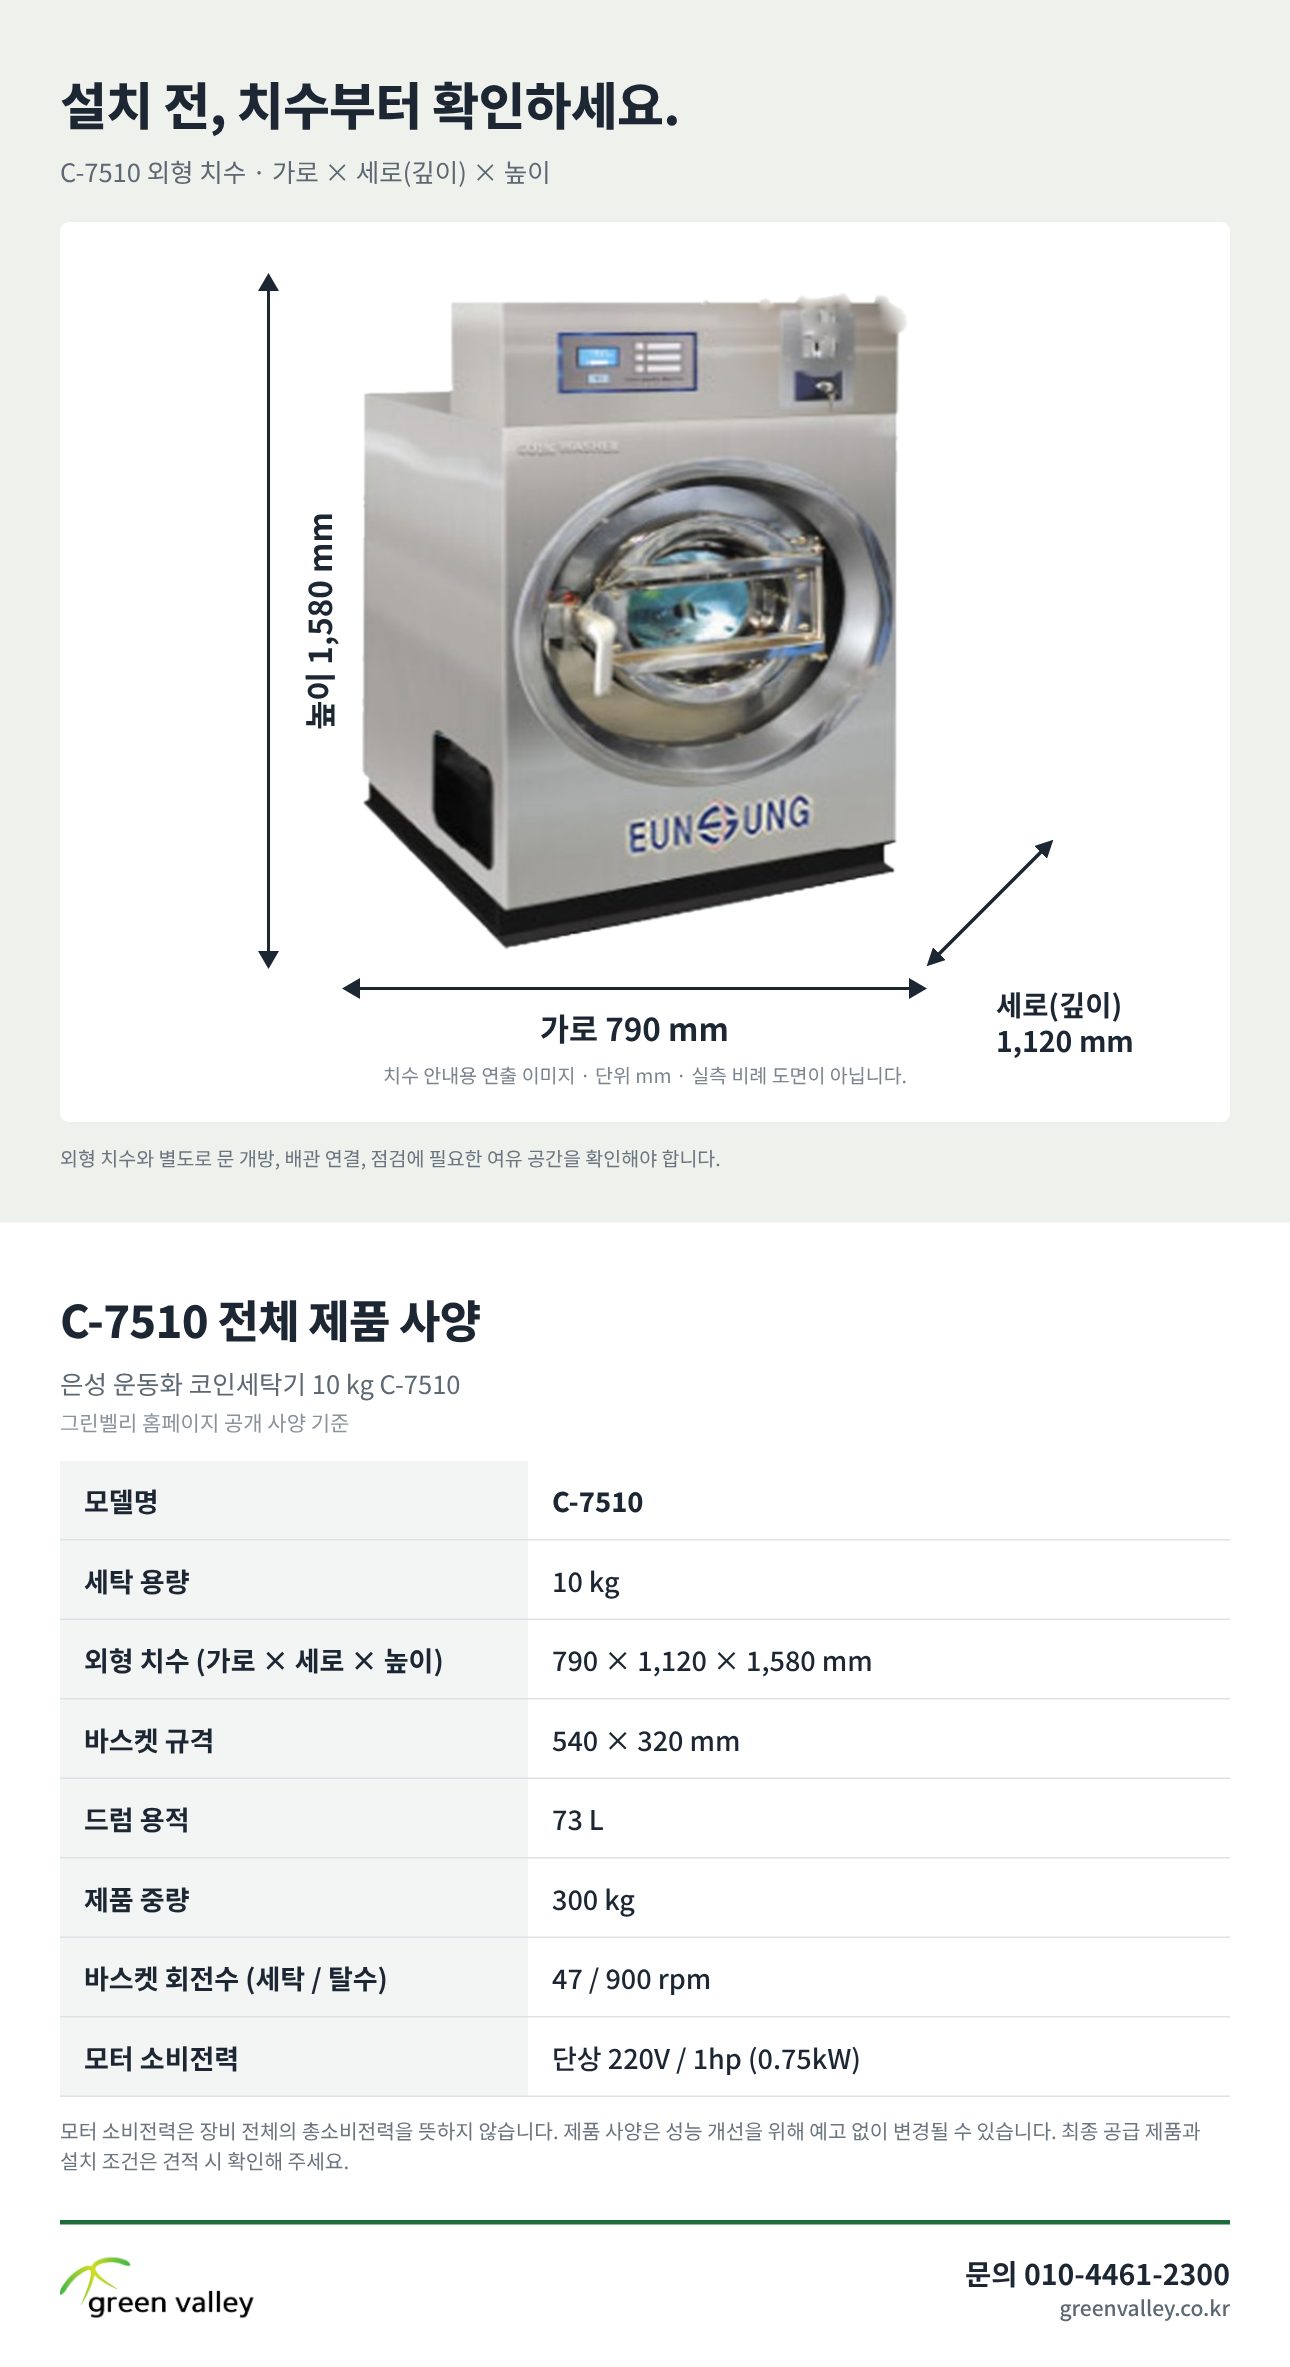 설치 전, 치수부터 확인하세요.
C-7510 외형 치수 · 가로 × 세로(깊이) × 높이
높이 1,580 mm
COIN WASHER
EUNSUNG
가로 790 mm
세로(깊이)
1,120 mm
치수 안내용 연출 이미지 · 단위 mm · 실측 비례 도면이 아닙니다.
외형 치수와 별도로 문 개방, 배관 연결, 점검에 필요한 여유 공간을 확인해야 합니다.
C-7510 전체 제품 사양
은성 운동화 코인세탁기 10 kg C-7510
그린벨리 홈페이지 공개 사양 기준
모델명 C-7510
세탁 용량 10 kg
외형 치수 (가로 × 세로 × 높이) 790 × 1,120 × 1,580 mm
바스켓 규격 540 × 320 mm
드럼 용적 73 L
제품 중량 300 kg
바스켓 회전수 (세탁 / 탈수) 47 / 900 rpm
모터 소비전력 단상 220V / 1hp (0.75kW)
모터 소비전력은 장비 전체의 총소비전력을 뜻하지 않습니다. 제품 사양은 성능 개선을 위해 예고 없이 변경될 수 있습니다. 최종 공급 제품과
설치 조건은 견적 시 확인해 주세요.
green valley
문의 010-4461-2300
greenvalley.co.kr